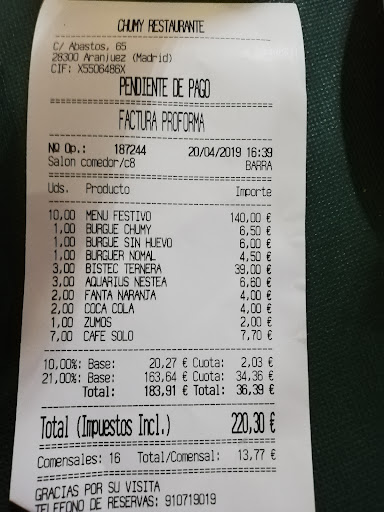 CHUMY RESTAURANTE
C/ Abastos, 65
28300 Aranjuez (Madrid)
CIF: X5506486X
PENDIENTE DE PAGO
FACTURA PROFORMA
Nº Op.: 187244 20/04/2019 16:39
Salon comedor/c8 BARRA
Uds. Producto Importe
10,00 MENU FESTIVO 140,00 €
1,00 BURGUE CHUMY 6,50 €
1,00 BURGUE SIN HUEVO 6,00 €
1,00 BURGUER NOMAL 4,50 €
3,00 BISTEC TERNERA 39,00 €
3,00 AQUARIUS NESTEA 6,60 €
2,00 FANTA NARANJA 4,00 €
2,00 COCA COLA 4,00 €
1,00 ZUMOS 2,00 €
7,00 CAFE SOLO 7,70 €
10,00%: Base: 20,27 € Cuota: 2,03 €
21,00%: Base: 163,64 € Cuota: 34,36 €
Total: 183,91 € Total: 36,39 €
Total (Impuestos Incl.) 220,30 €
Comensales: 16 Total/Comensal: 13,77 €
GRACIAS POR SU VISITA
TELEFONO DE RESERVAS: 910719019